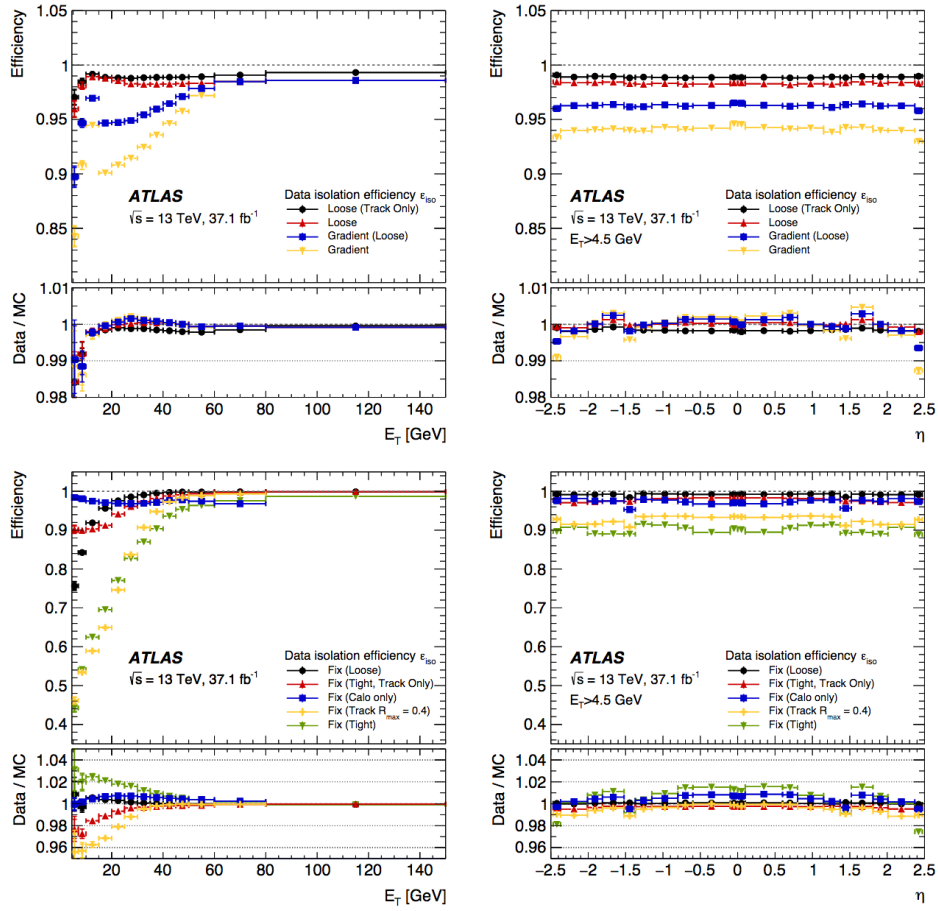 Efficiency
1.05
1
0.95
0.9
0.85
ATLAS
√s = 13 TeV, 37.1 fb⁻¹
Data isolation efficiency ε_iso
Loose (Track Only)
Loose
Gradient (Loose)
Gradient
Data / MC
1.01
1
0.99
0.98
20 40 60 80 100 120 140
E_T [GeV]
Efficiency
1.05
1
0.95
0.9
0.85
ATLAS
√s = 13 TeV, 37.1 fb⁻¹
E_T>4.5 GeV
Data isolation efficiency ε_iso
Loose (Track Only)
Loose
Gradient (Loose)
Gradient
Data / MC
1.01
1
0.99
0.98
−2.5 −2 −1.5 −1 −0.5 0 0.5 1 1.5 2 2.5
η
Efficiency
1
0.9
0.8
0.7
0.6
0.5
0.4
ATLAS
√s = 13 TeV, 37.1 fb⁻¹
Data isolation efficiency ε_iso
Fix (Loose)
Fix (Tight, Track Only)
Fix (Calo only)
Fix (Track R_max = 0.4)
Fix (Tight)
Data / MC
1.04
1.02
1
0.98
0.96
20 40 60 80 100 120 140
E_T [GeV]
Efficiency
1
0.9
0.8
0.7
0.6
0.5
0.4
ATLAS
√s = 13 TeV, 37.1 fb⁻¹
E_T>4.5 GeV
Data isolation efficiency ε_iso
Fix (Loose)
Fix (Tight, Track Only)
Fix (Calo only)
Fix (Track R_max = 0.4)
Fix (Tight)
Data / MC
1.04
1.02
1
0.98
0.96
−2.5 −2 −1.5 −1 −0.5 0 0.5 1 1.5 2 2.5
η